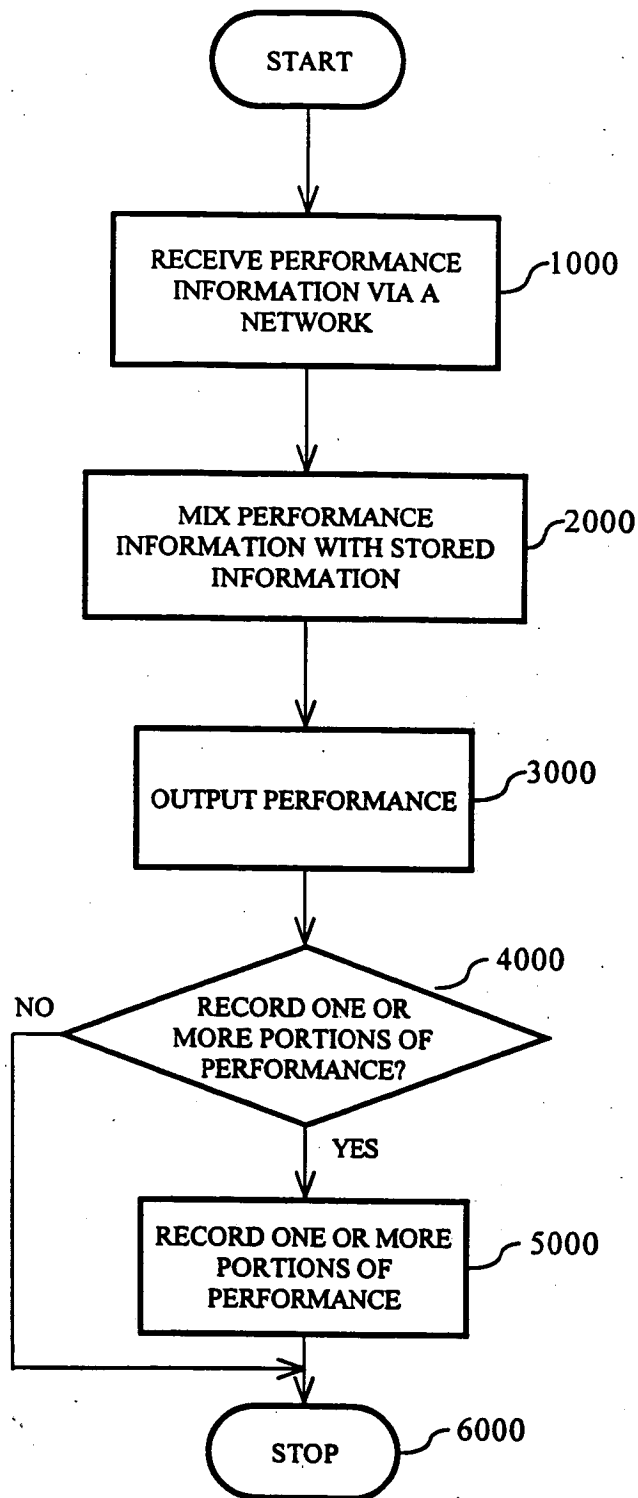 START
RECEIVE PERFORMANCE
INFORMATION VIA A
NETWORK
1000
MIX PERFORMANCE
INFORMATION WITH STORED
INFORMATION
2000
OUTPUT PERFORMANCE
3000
4000
NO
RECORD ONE OR
MORE PORTIONS OF
PERFORMANCE?
YES
RECORD ONE OR MORE
PORTIONS OF
PERFORMANCE
5000
STOP
6000